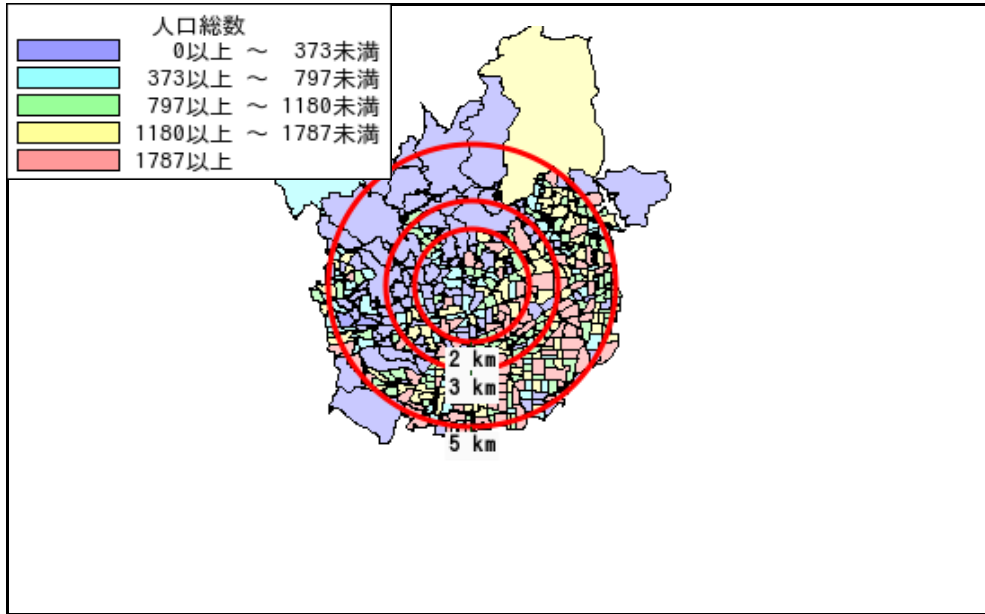 人口総数
0以上 ～ 373未満
373以上 ～ 797未満
797以上 ～ 1180未満
1180以上 ～ 1787未満
1787以上
2 km
3 km
5 km